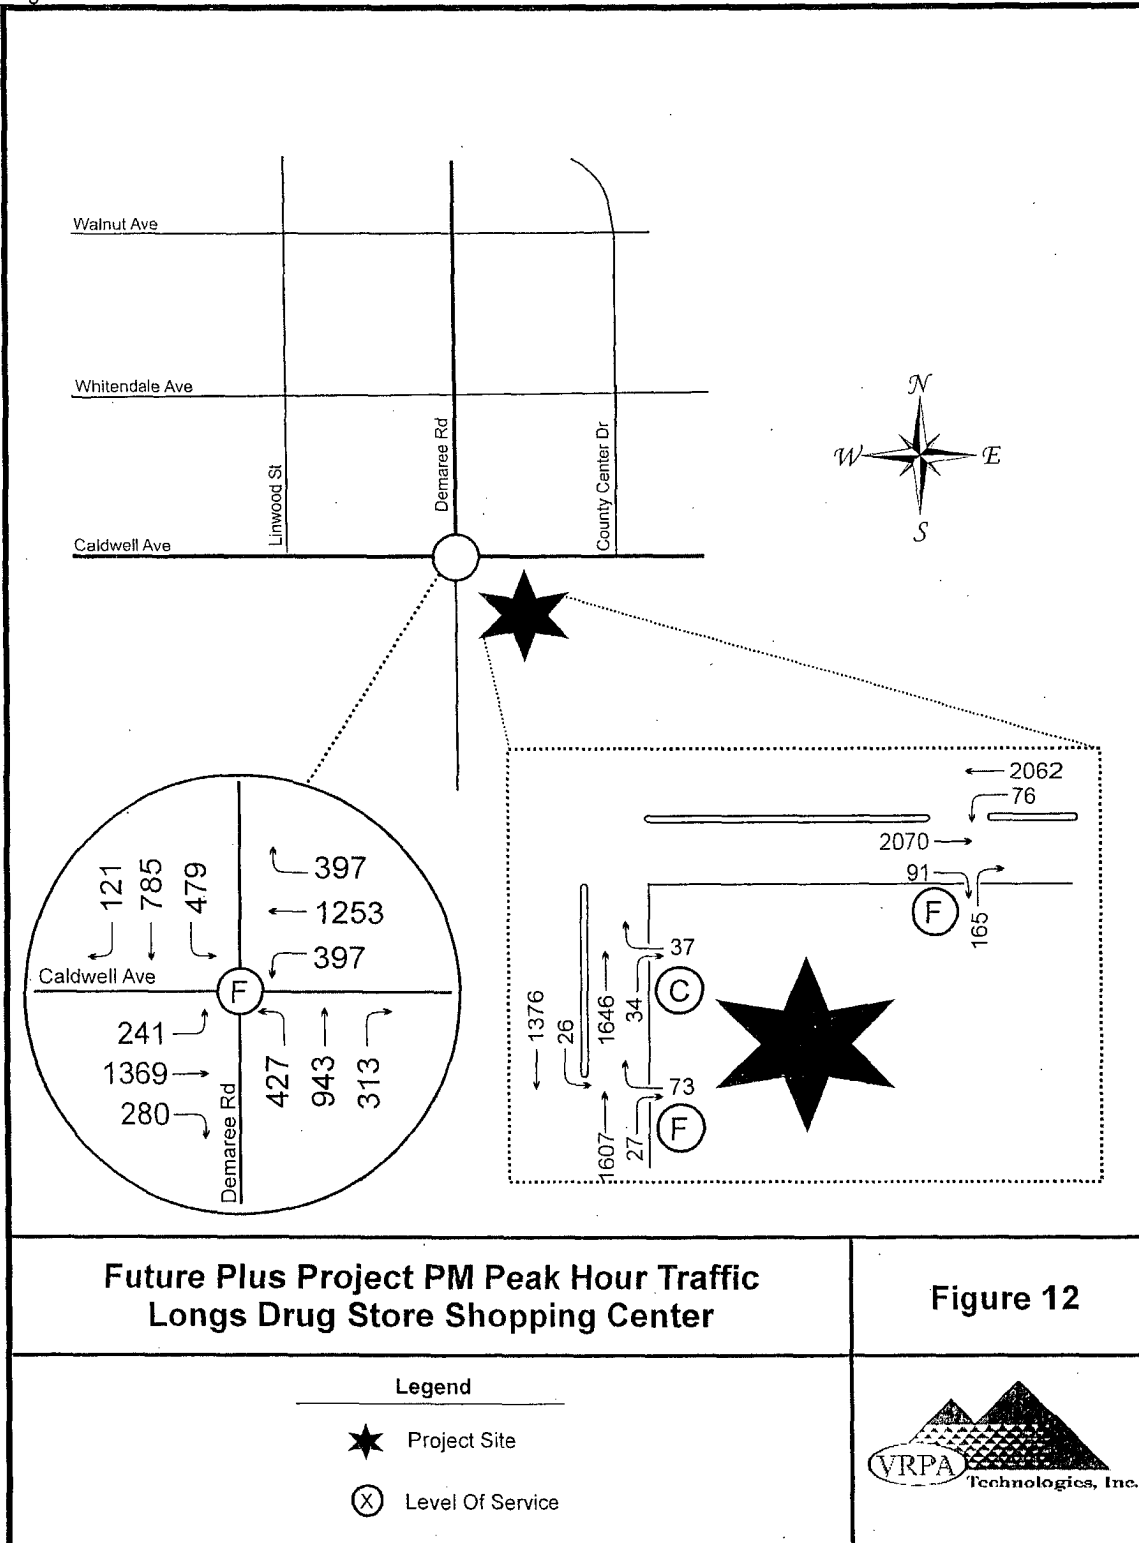 Walnut Ave
Whitendale Ave
Linwood St
Demaree Rd
County Center Dr
Caldwell Ave
N
W
E
S
121
785
479
397
1253
397
Caldwell Ave
F
241
1369
280
427
943
313
Demaree Rd
2062
76
2070
91
F
165
37
C
1376
26
1646
34
73
F
1607
27
Future Plus Project PM Peak Hour Traffic
Longs Drug Store Shopping Center
Figure 12
Legend
Project Site
X Level Of Service
VRPA
Technologies, Inc.